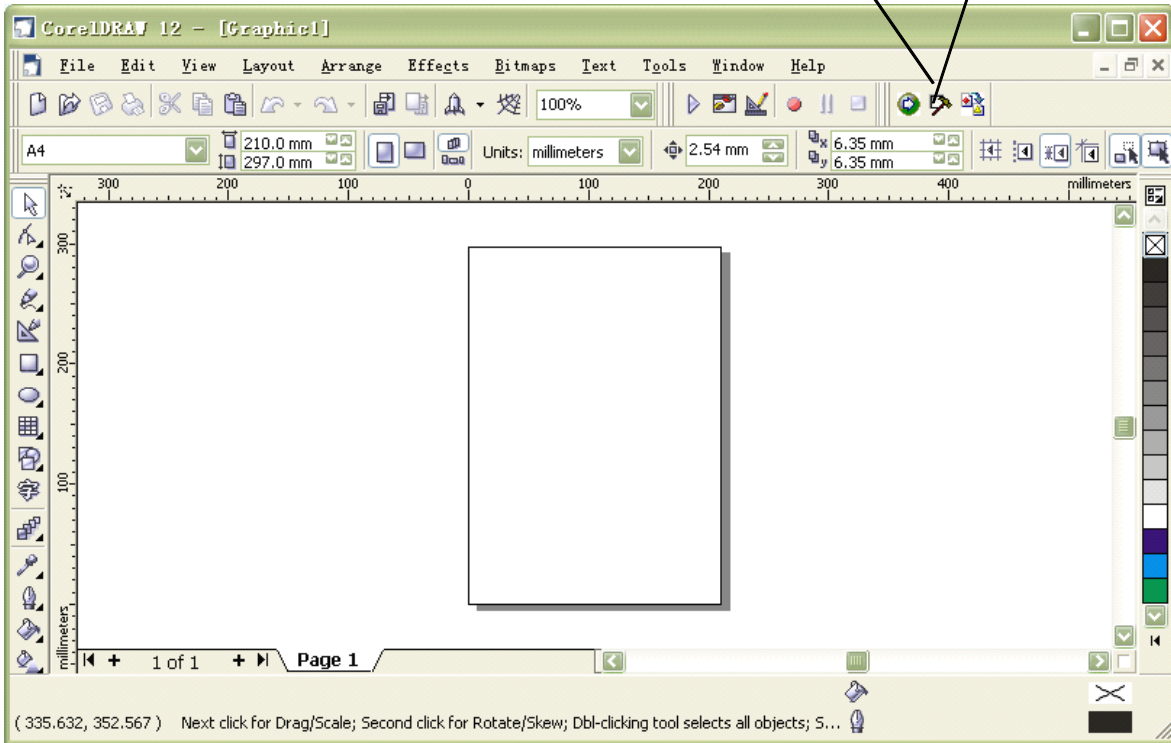 CorelDRAW 12 - [Graphic1]
File Edit View Layout Arrange Effects Bitmaps Text Tools Window Help
100%
A4 210.0 mm 297.0 mm Units: millimeters 2.54 mm x 6.35 mm y 6.35 mm
300 200 100 0 100 200 300 400 millimeters
300
200
100
millimeters
1 of 1 Page 1
( 335.632, 352.567 ) Next click for Drag/Scale; Second click for Rotate/Skew; Dbl-clicking tool selects all objects; S...